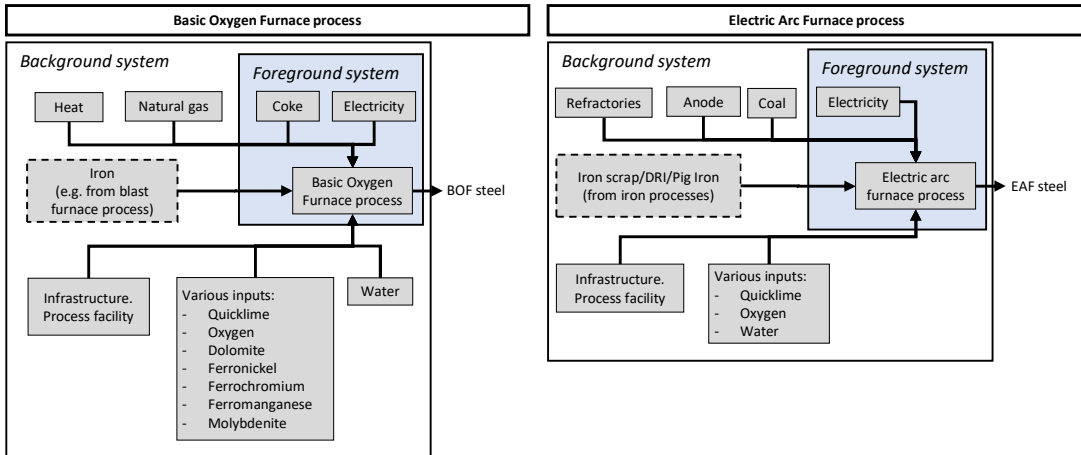 Basic Oxygen Furnace process
Background system
Foreground system
Heat
Natural gas
Coke
Electricity
Iron
(e.g. from blast
furnace process)
Basic Oxygen
Furnace process
BOF steel
Infrastructure.
Process facility
Various inputs:
- Quicklime
- Oxygen
- Dolomite
- Ferronickel
- Ferrochromium
- Ferromanganese
- Molybdenite
Water
Electric Arc Furnace process
Background system
Foreground system
Refractories
Anode
Coal
Electricity
Iron scrap/DRI/Pig Iron
(from iron processes)
Electric arc
furnace process
EAF steel
Infrastructure.
Process facility
Various inputs:
- Quicklime
- Oxygen
- Water